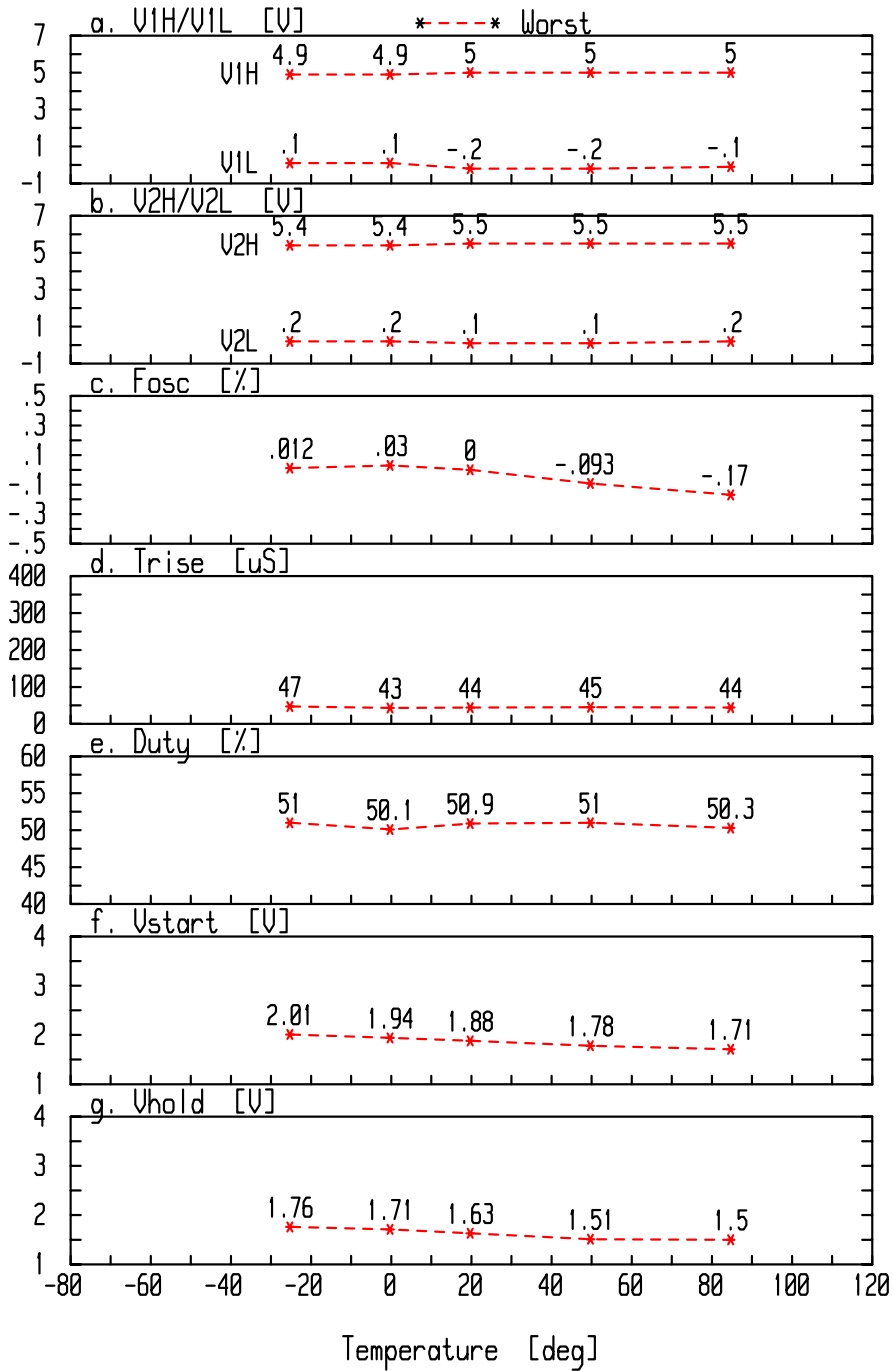 a. V1H/V1L [V] *-----* Worst
7
4.9 4.9 5 5 5
5 V1H
3
1 .1 .1 -.2 -.2 -.1
V1L
-1
b. V2H/V2L [V]
7
5.4 5.4 5.5 5.5 5.5
5 V2H
3
1 .2 .2 .1 .1 .2
V2L
-1
c. Fosc [%]
.5
.3
.1 .012 .03 0 -.093 -.17
-.1
-.3
-.5
d. Trise [uS]
400
300
200
100 47 43 44 45 44
0
e. Duty [%]
60
55
51 50.1 50.9 51 50.3
50
45
40
f. Vstart [V]
4
3
2.01 1.94 1.88 1.78 1.71
2
1
g. Vhold [V]
4
3
2 1.76 1.71 1.63 1.51 1.5
1
-80 -60 -40 -20 0 20 40 60 80 100 120
Temperature [deg]